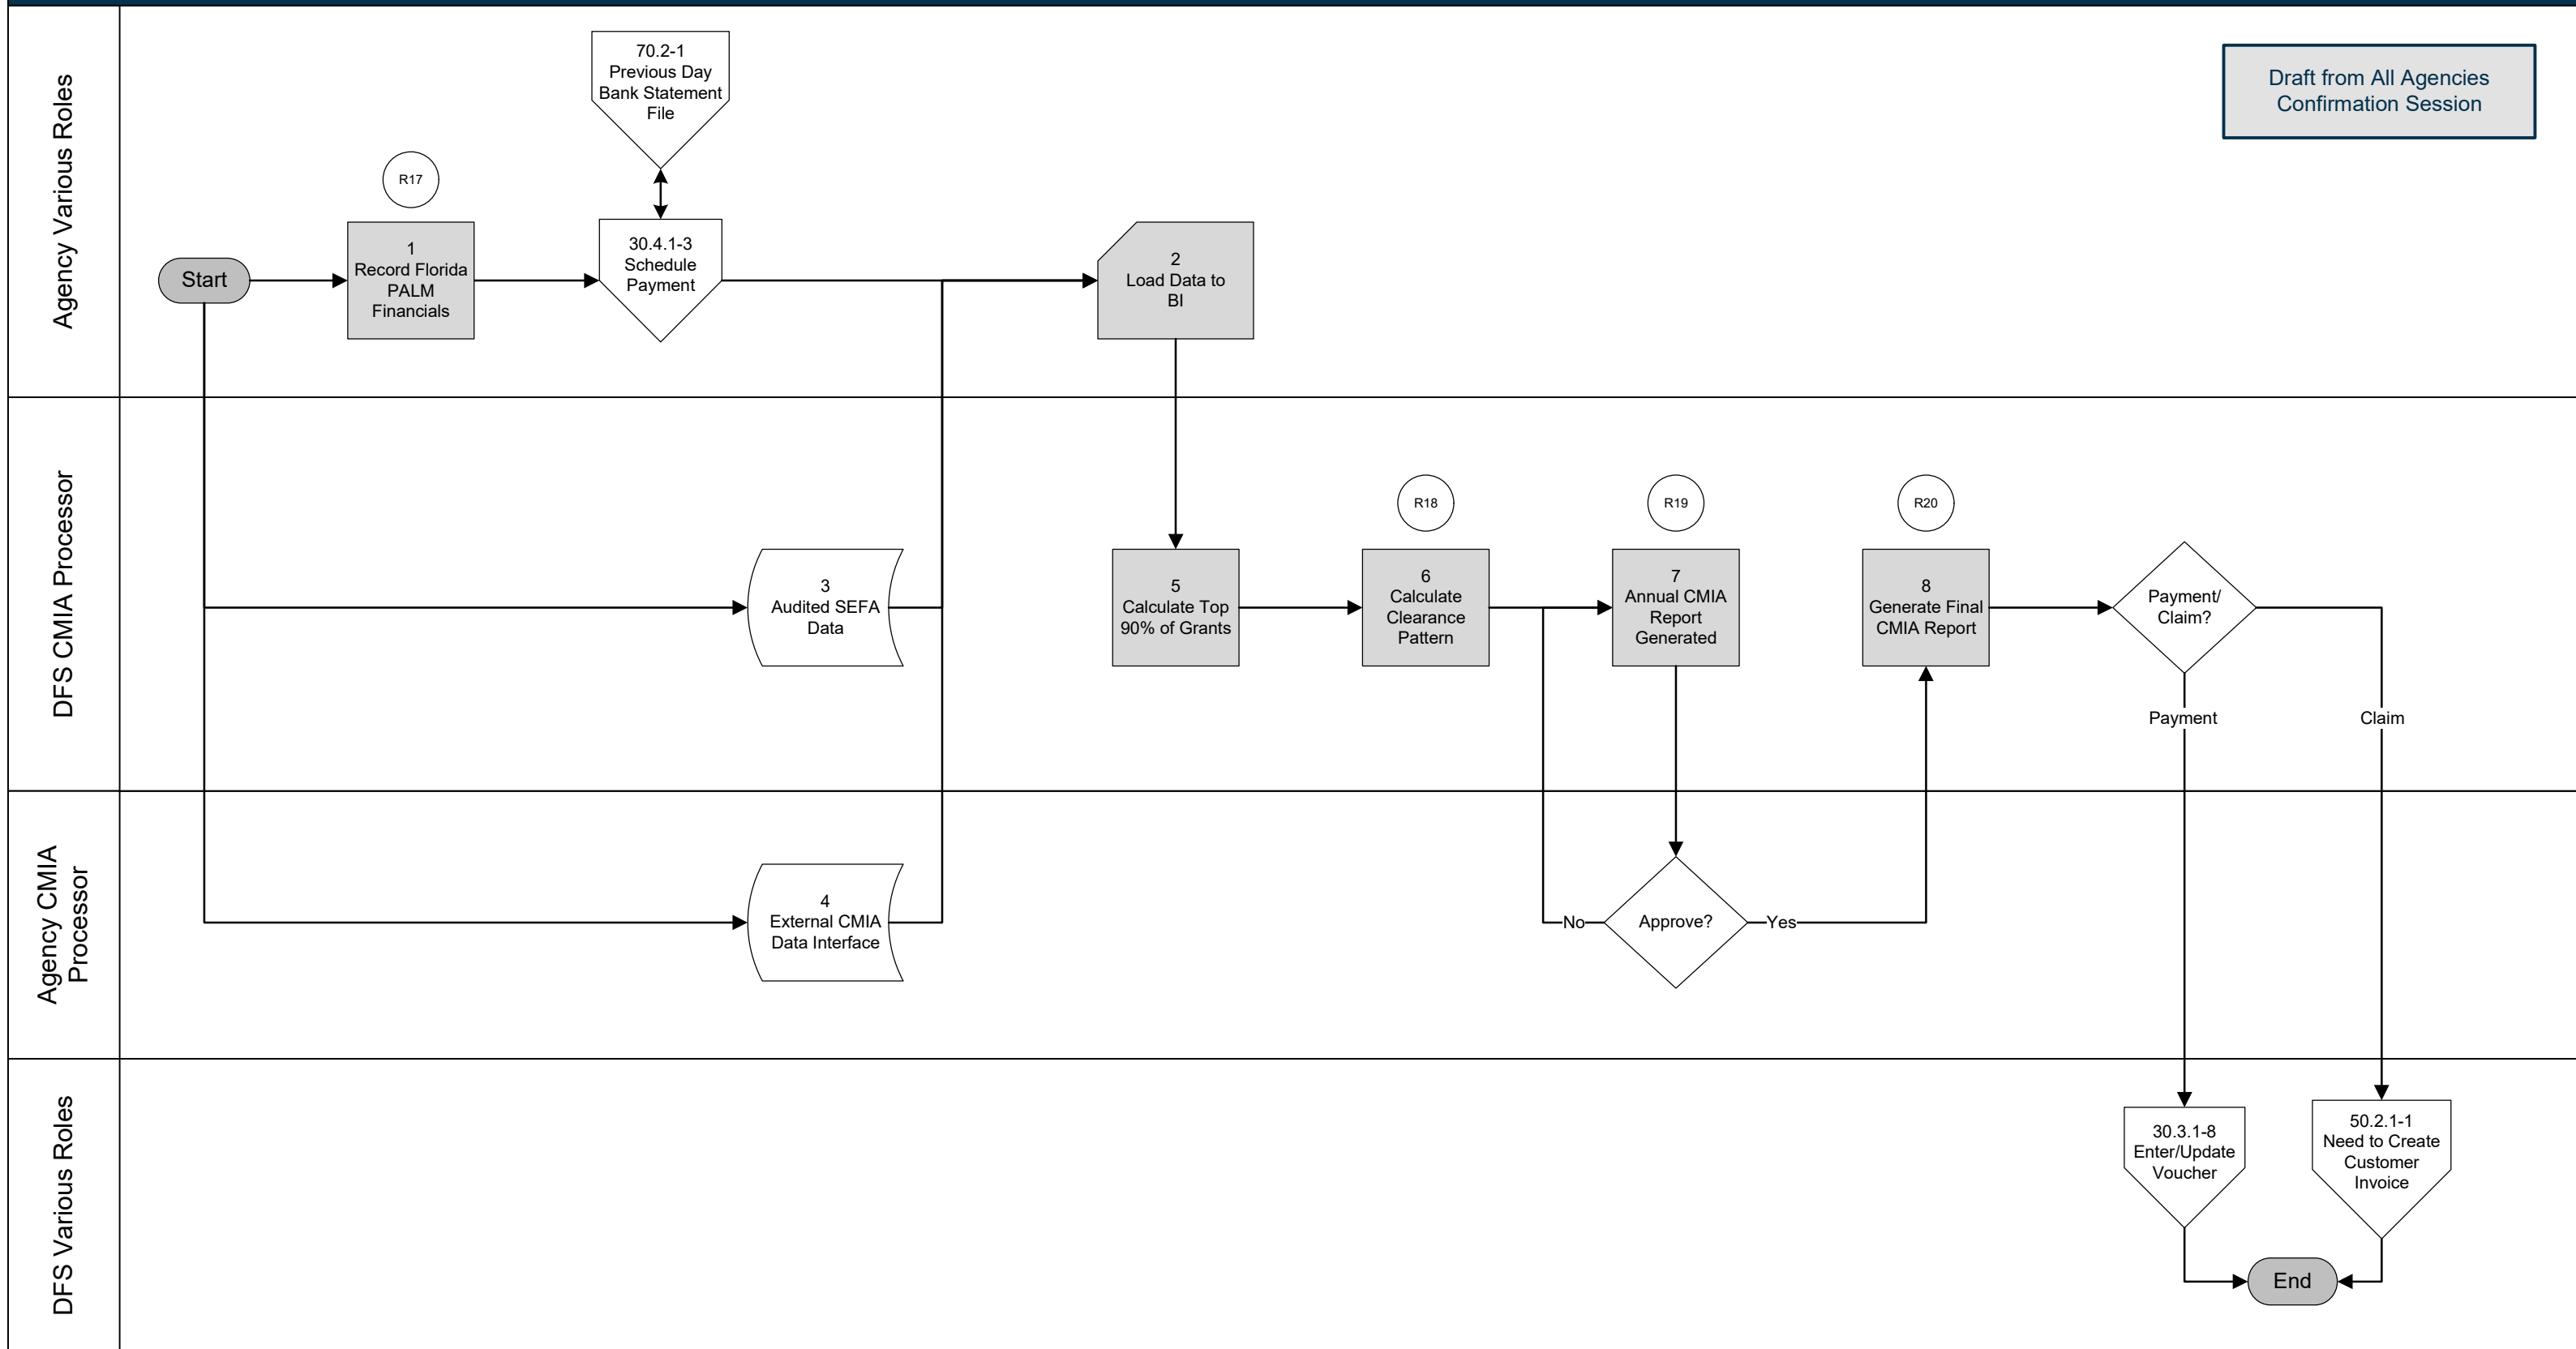 Agency Various Roles
70.2-1
Previous Day
Bank Statement
File
Draft from All Agencies
Confirmation Session
R17
Start
1
Record Florida
PALM
Financials
30.4.1-3
Schedule
Payment
2
Load Data to
BI
DFS CMIA Processor
R18
R19
R20
3
Audited SEFA
Data
5
Calculate Top
90% of Grants
6
Calculate
Clearance
Pattern
7
Annual CMIA
Report
Generated
8
Generate Final
CMIA Report
Payment/
Claim?
Payment
Claim
Agency CMIA
Processor
4
External CMIA
Data Interface
No
Approve?
Yes
DFS Various Roles
30.3.1-8
Enter/Update
Voucher
50.2.1-1
Need to Create
Customer
Invoice
End